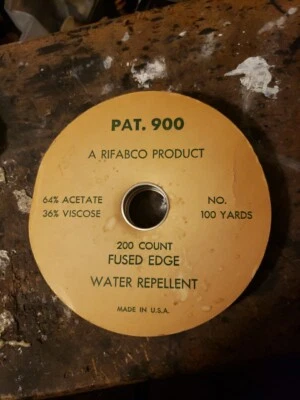 PAT. 900
A RIFABCO PRODUCT
64% ACETATE
36% VISCOSE
NO.
100 YARDS
200 COUNT
FUSED EDGE
WATER REPELLENT
MADE IN U.S.A.